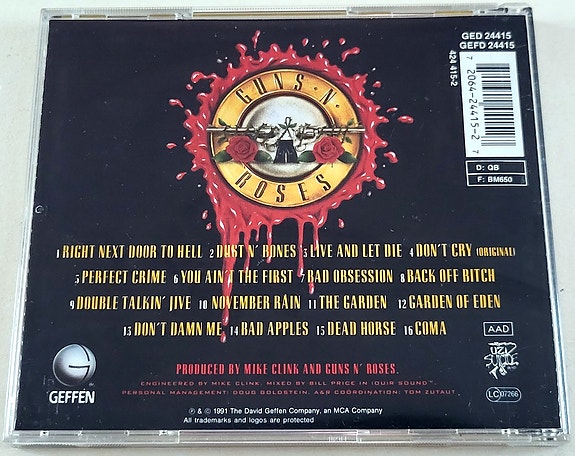 GED 24415
GEFD 24415
424 415-2
7 20642-44152-7
D: QB
F: BM650
GUNS · N ·
ROSES
1 RIGHT NEXT DOOR TO HELL 2 DUST N' BONES 3 LIVE AND LET DIE 4 DON'T CRY (ORIGINAL)
5 PERFECT CRIME 6 YOU AIN'T THE FIRST 7 BAD OBSESSION 8 BACK OFF BITCH
9 DOUBLE TALKIN' JIVE 10 NOVEMBER RAIN 11 THE GARDEN 12 GARDEN OF EDEN
13 DON'T DAMN ME 14 BAD APPLES 15 DEAD HORSE 16 COMA
AAD
PRODUCED BY MIKE CLINK AND GUNS N' ROSES.
ENGINEERED BY MIKE CLINK. MIXED BY BILL PRICE IN IQUIR SOUND™.
PERSONAL MANAGEMENT: DOUG GOLDSTEIN. A&R COORDINATION: TOM ZUTAUT.
GEFFEN
UZI
LC 07266
℗ & © 1991 The David Geffen Company, an MCA Company
All trademarks and logos are protected